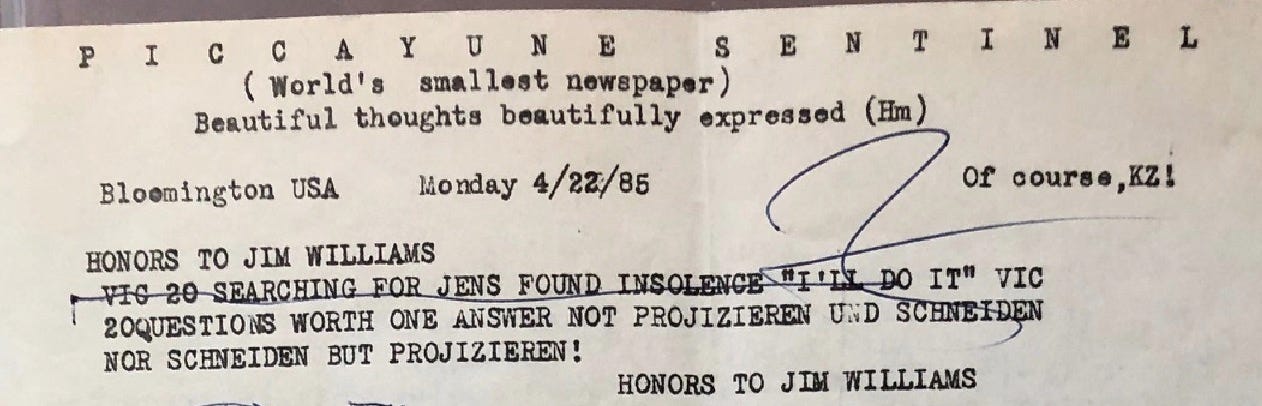 P I C C A Y U N E   S E N T I N E L
( World's smallest newspaper)
Beautiful thoughts beautifully expressed (Hm)
Bloomington USA Monday 4/22/85 Of course,KZ!
HONORS TO JIM WILLIAMS
VIC 20 SEARCHING FOR JENS FOUND INSOLENCE "I'LL DO IT" VIC
20QUESTIONS WORTH ONE ANSWER NOT PROJIZIEREN UND SCHNEIDEN
NOR SCHNEIDEN BUT PROJIZIEREN!
HONORS TO JIM WILLIAMS